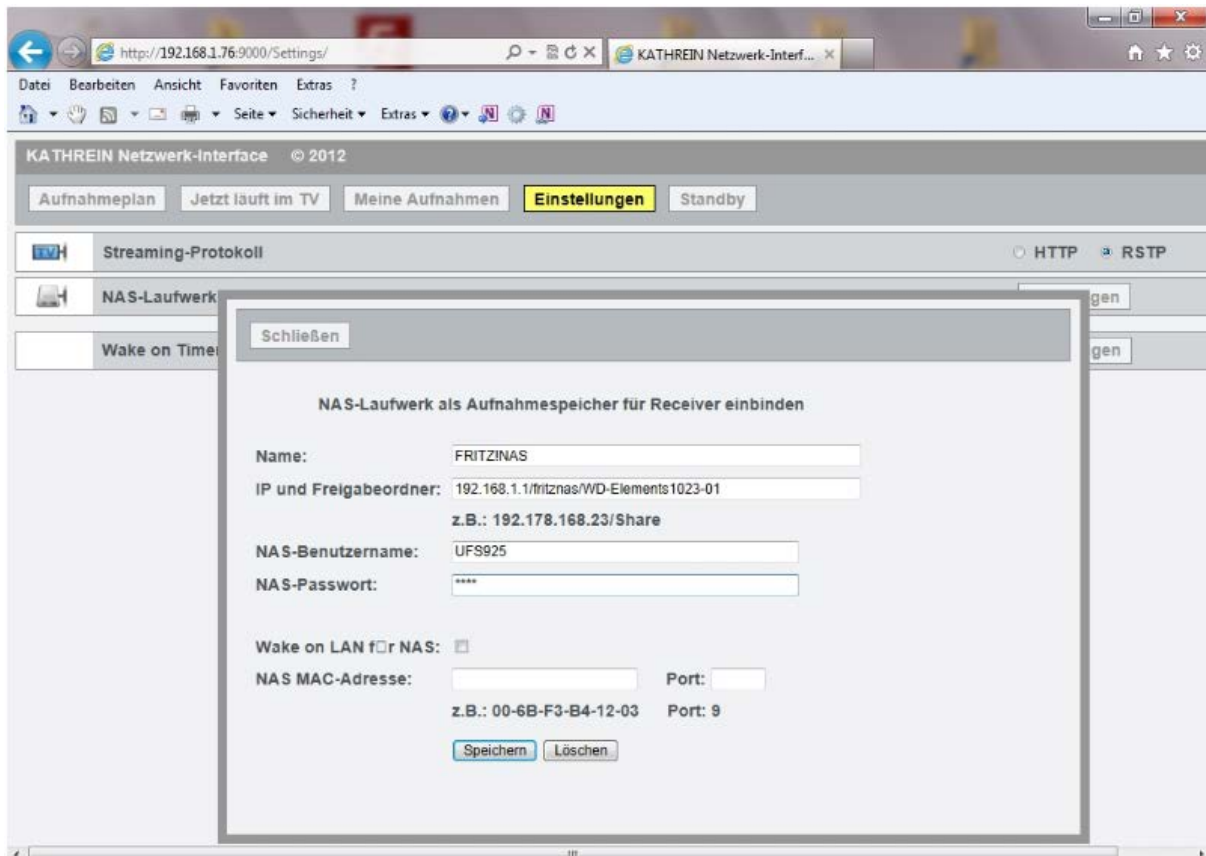 http://192.168.1.76:9000/Settings/
KATHREIN Netzwerk-Interf...
Datei Bearbeiten Ansicht Favoriten Extras ?
Seite Sicherheit Extras
KATHREIN Netzwerk-Interface © 2012
Aufnahmeplan Jetzt läuft im TV Meine Aufnahmen Einstellungen Standby
TV Streaming-Protokoll HTTP RSTP
NAS-Laufwerk gen
Schließen
Wake on Timer gen
NAS-Laufwerk als Aufnahmespeicher für Receiver einbinden
Name: FRITZ!NAS
IP und Freigabeordner: 192.168.1.1/fritznas/WD-Elements1023-01
z.B.: 192.178.168.23/Share
NAS-Benutzername: UFS925
NAS-Passwort: ****
Wake on LAN f□r NAS:
NAS MAC-Adresse: Port:
z.B.: 00-6B-F3-B4-12-03 Port: 9
Speichern Löschen